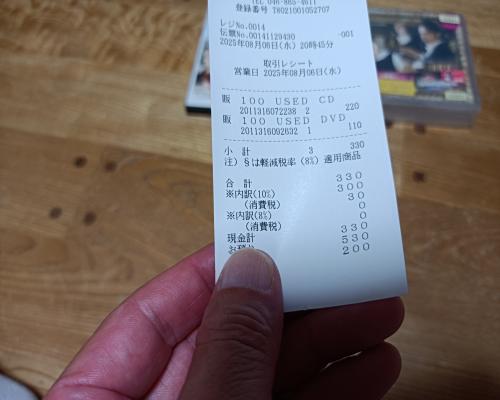 TEL 046-865-4611
登録番号 T8021001052707
レジNo.0014
伝票No.00141129430 -001
2025年08月06日(水) 20時45分
取引レシート
営業日 2025年08月06日(水)
販 100 USED CD
2011316072238 2 220
販 100 USED DVD
2011316092632 1 110
小 計 3 330
注) §は軽減税率(8%) 適用商品
合 計 330
※内訳(10%) 300
(消費税) 30
※内訳(8%) 0
(消費税) 0
現金計 330
530
200